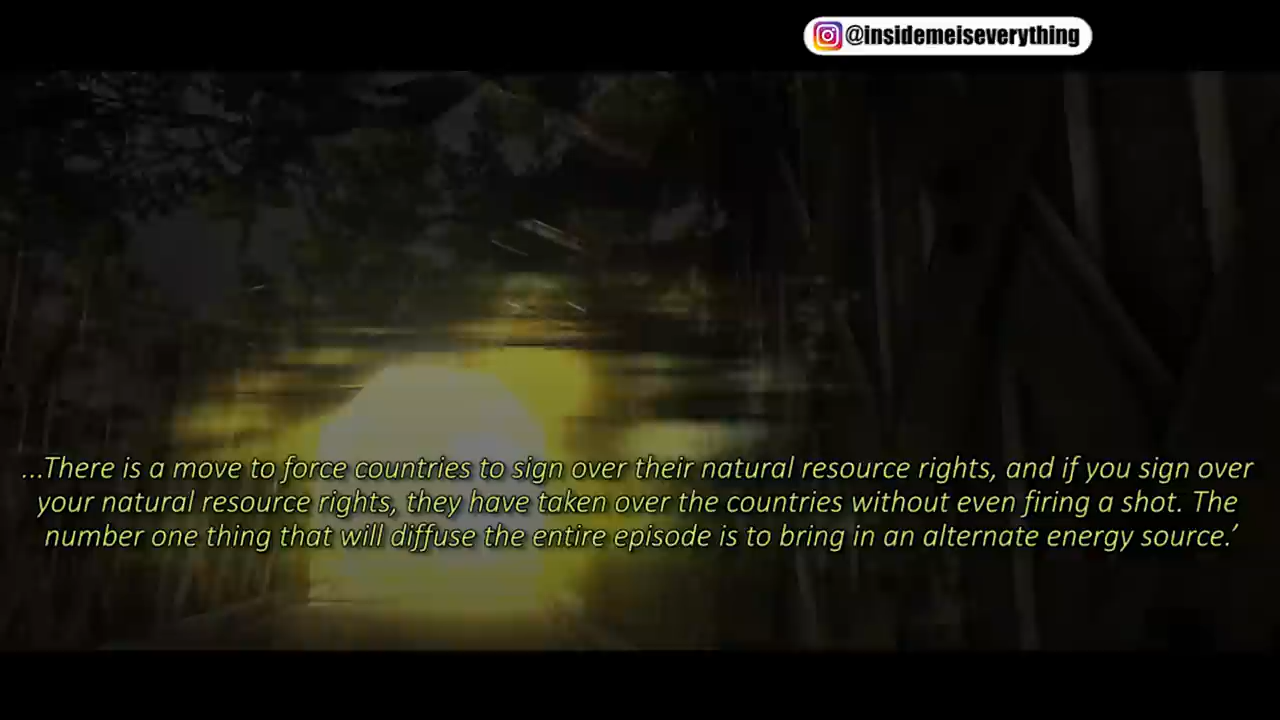 @insidemeiseverything
...There is a move to force countries to sign over their natural resource rights, and if you sign over
your natural resource rights, they have taken over the countries without even firing a shot. The
number one thing that will diffuse the entire episode is to bring in an alternate energy source.’